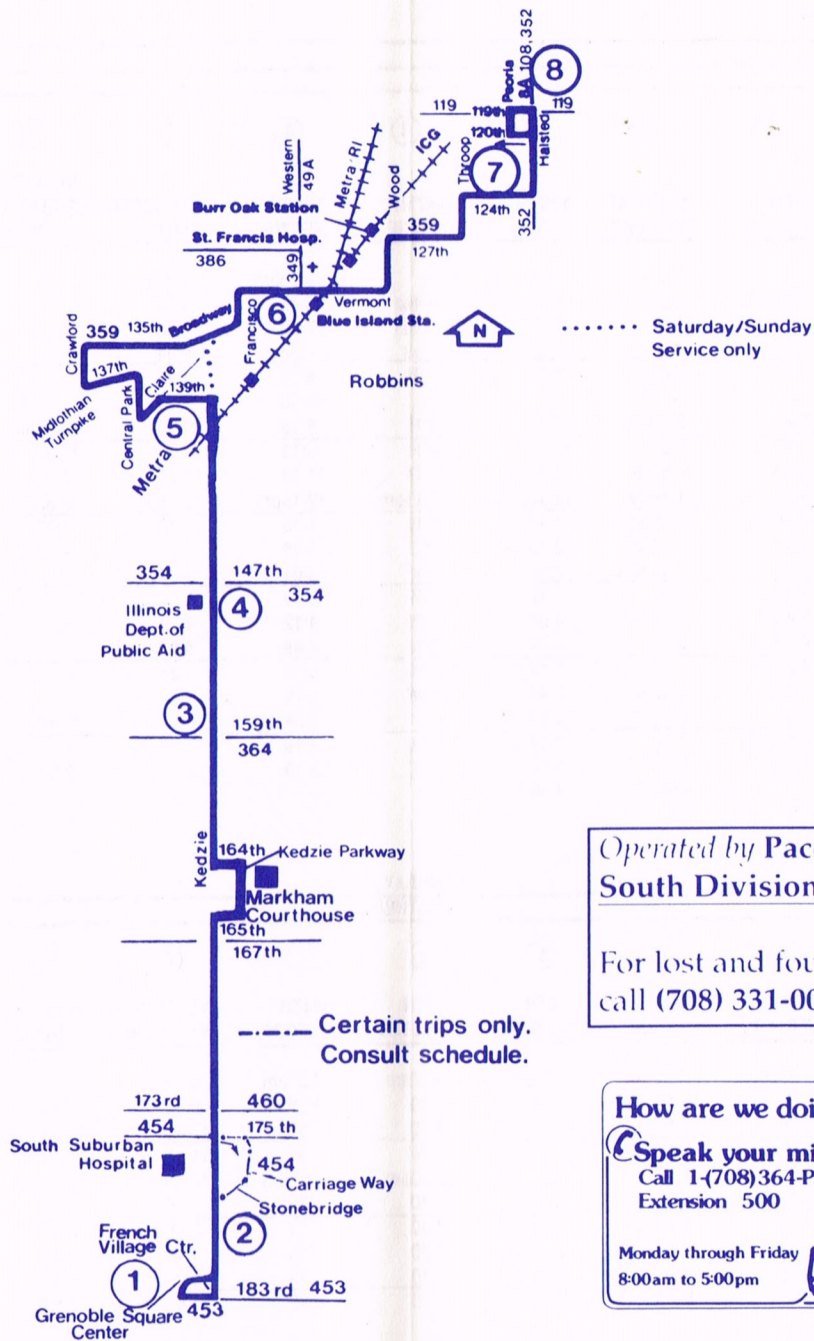 8A 108,352
8
Peoria
119
119th
119
120th
Halsted
Throop
7
ICG
Wood
Metra-RI
Western
49A
Burr Oak Station
St. Francis Hosp.
386
349
359
127th
124th
352
6
Vermont
Blue Island Sta.
Francisco
N
Saturday/Sunday
Service only
Robbins
Crawford
359 135th Broadway
137th
Claire
139th
Midlothian
Turnpike
Central Park
5
Metra
354
147th
354
4
Illinois
Dept.of
Public Aid
3
159th
364
Kedzie
164th
Kedzie Parkway
Markham
Courthouse
165th
167th
Certain trips only.
Consult schedule.
173rd
460
454
175 th
South Suburban
Hospital
454
Carriage Way
Stonebridge
2
French
Village Ctr.
1
183rd 453
453
Grenoble Square
Center
Operated by Pac
South Division
For lost and fou
call (708) 331-00
How are we doi
Speak your mi
Call 1-(708)364-P
Extension 500
Monday through Friday
8:00am to 5:00pm